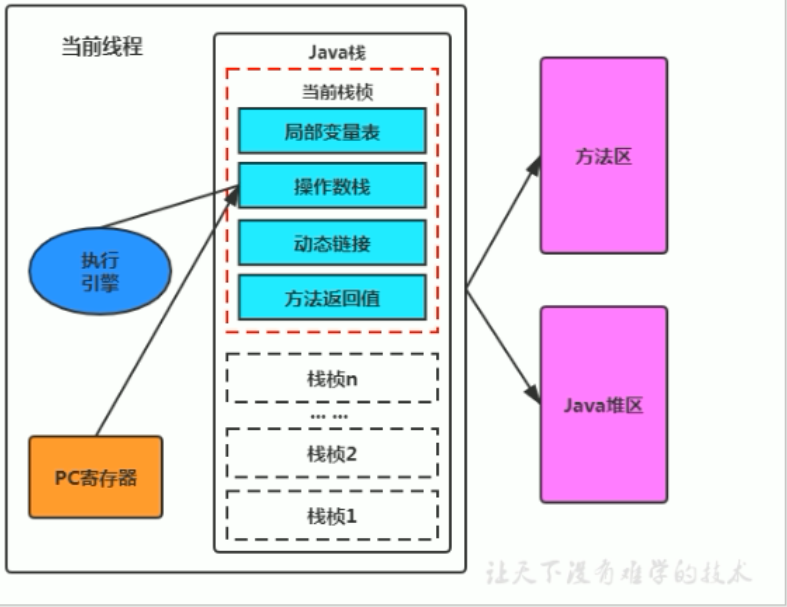 当前线程
Java栈
当前栈桢
局部变量表
操作数栈
动态链接
方法返回值
执行
引擎
PC寄存器
栈桢n
... ...
栈桢2
栈桢1
方法区
Java堆区
让天下没有难学的技术